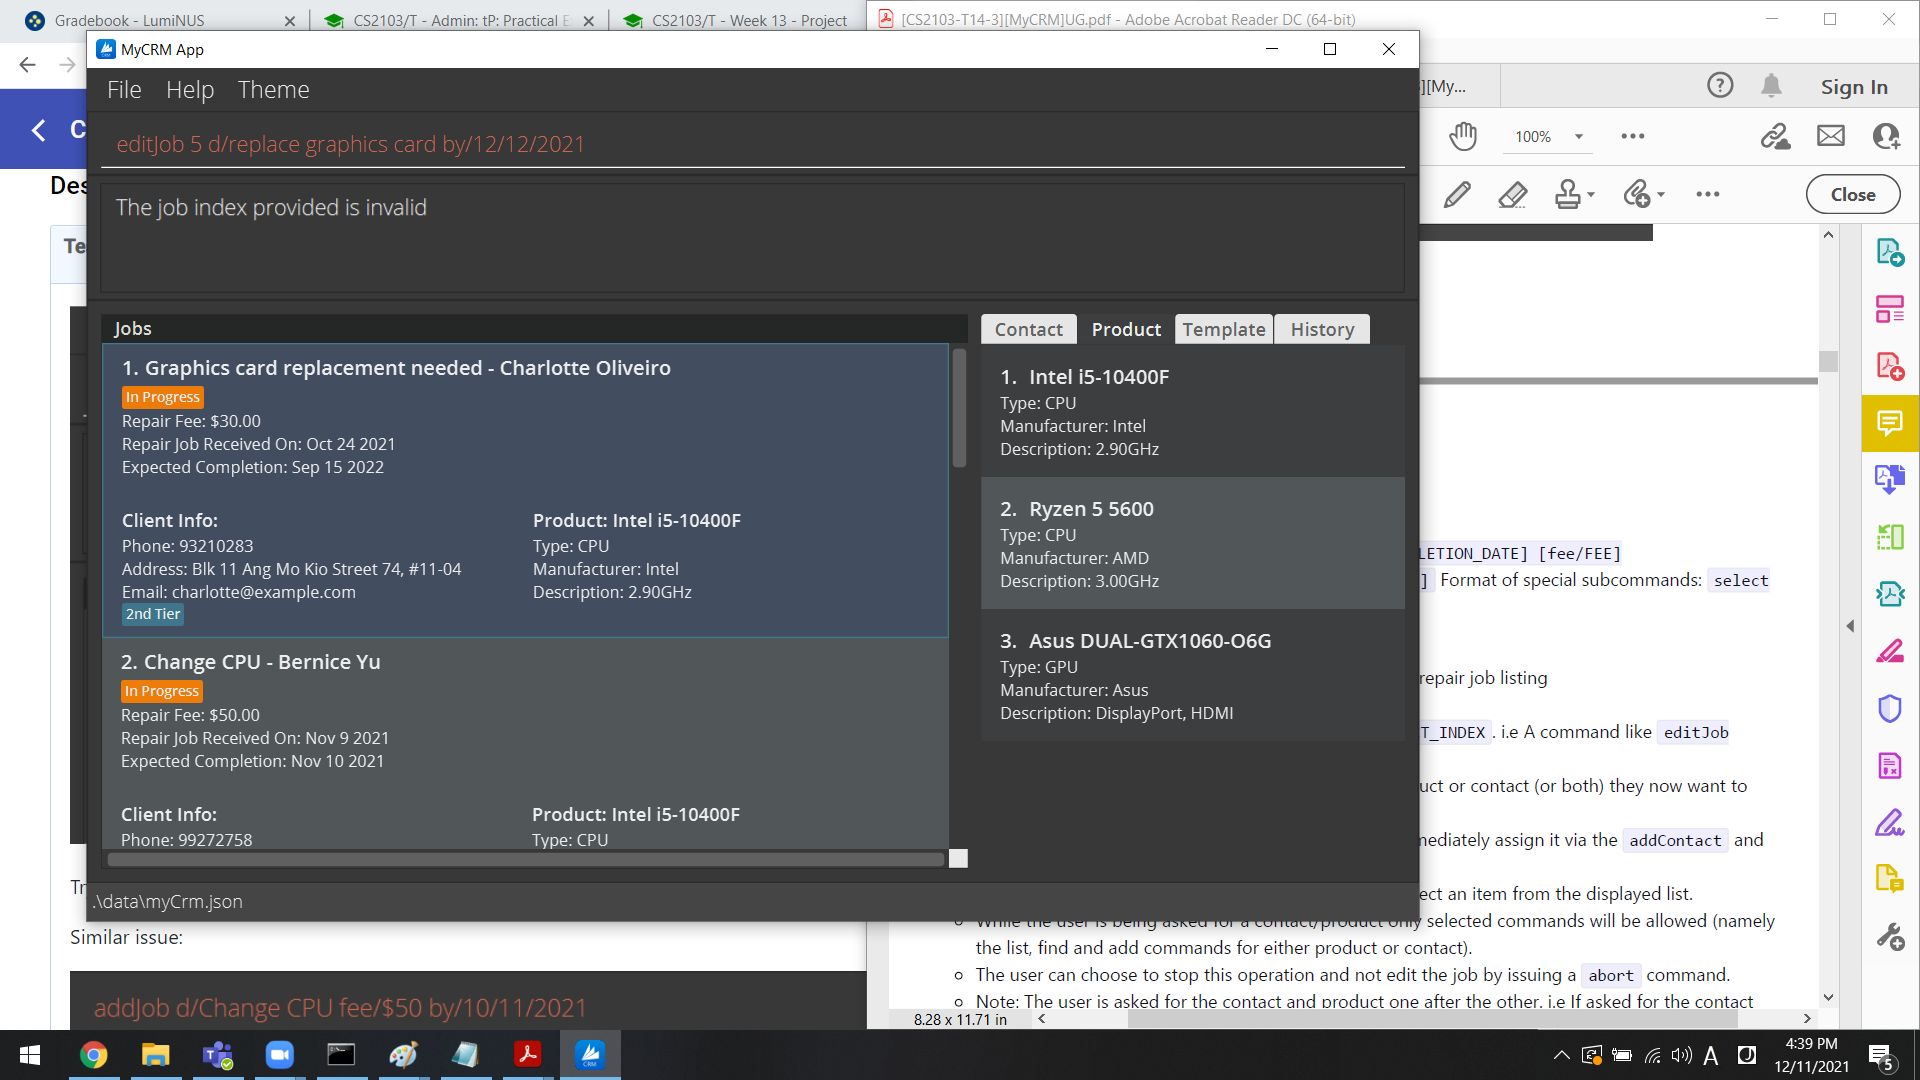 Gradebook - LumiNUS
CS2103/T - Admin: tP: Practical E
CS2103/T - Week 13 - Project
[CS2103-T14-3][MyCRM]UG.pdf - Adobe Acrobat Reader DC (64-bit)
MyCRM App
][My...
Sign In
File Help Theme
C
100%
editJob 5 d/replace graphics card by/12/12/2021
Des
Close
The job index provided is invalid
Te
Jobs
1. Graphics card replacement needed - Charlotte Oliveiro
In Progress
Repair Fee: $30.00
Repair Job Received On: Oct 24 2021
Expected Completion: Sep 15 2022
Client Info:
Phone: 93210283
Address: Blk 11 Ang Mo Kio Street 74, #11-04
Email: charlotte@example.com
2nd Tier
Product: Intel i5-10400F
Type: CPU
Manufacturer: Intel
Description: 2.90GHz
2. Change CPU - Bernice Yu
In Progress
Repair Fee: $50.00
Repair Job Received On: Nov 9 2021
Expected Completion: Nov 10 2021
Client Info:
Phone: 99272758
Product: Intel i5-10400F
Type: CPU
Contact Product Template History
1. Intel i5-10400F
Type: CPU
Manufacturer: Intel
Description: 2.90GHz
2. Ryzen 5 5600
Type: CPU
Manufacturer: AMD
Description: 3.00GHz
3. Asus DUAL-GTX1060-O6G
Type: GPU
Manufacturer: Asus
Description: DisplayPort, HDMI
.\data\myCrm.json
LETION_DATE] [fee/FEE]
] Format of special subcommands: select
repair job listing
T_INDEX. i.e A command like editJob
uct or contact (or both) they now want to
mediately assign it via the addContact and
ect an item from the displayed list.
While the user is being asked for a contact/product only selected commands will be allowed (namely
the list, find and add commands for either product or contact).
The user can choose to stop this operation and not edit the job by issuing a abort command.
Note: The user is asked for the contact and product one after the other. i.e If asked for the contact
8.28 x 11.71 in
Tr
Similar issue:
addJob d/Change CPU fee/$50 by/10/11/2021
CRM
A
4:39 PM
12/11/2021
5